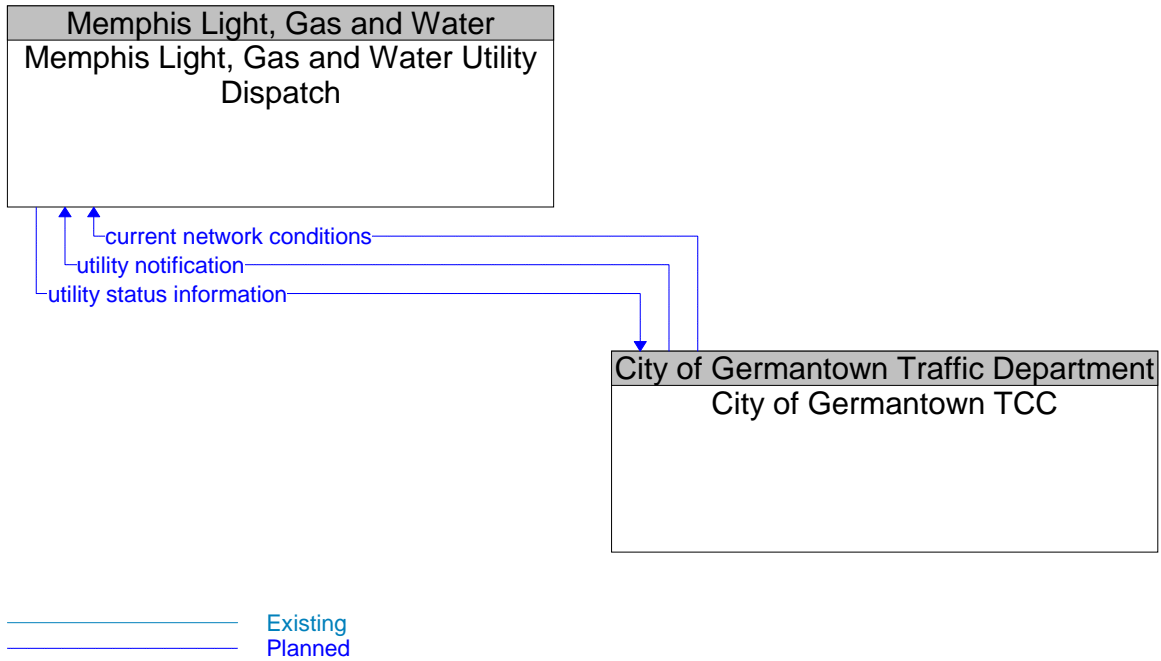 Memphis Light, Gas and Water
Memphis Light, Gas and Water Utility
Dispatch
current network conditions
utility notification
utility status information
City of Germantown Traffic Department
City of Germantown TCC
Existing
Planned